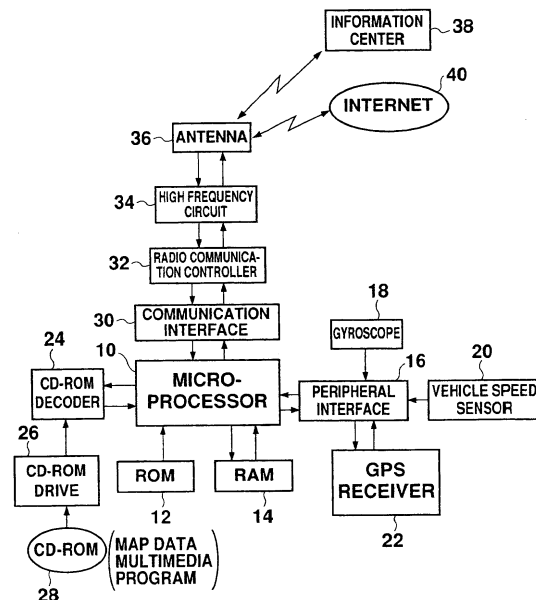 INFORMATION
CENTER
38
40
INTERNET
36
ANTENNA
34
HIGH FREQUENCY
CIRCUIT
32
RADIO COMMUNICA-
TION CONTROLLER
30
COMMUNICATION
INTERFACE
18
GYROSCOPE
24
10
16
20
CD-ROM
DECODER
MICRO-
PROCESSOR
PERIPHERAL
INTERFACE
VEHICLE SPEED
SENSOR
26
CD-ROM
DRIVE
ROM
RAM
GPS
RECEIVER
12
14
22
CD-ROM
(MAP DATA
MULTIMEDIA
PROGRAM)
28